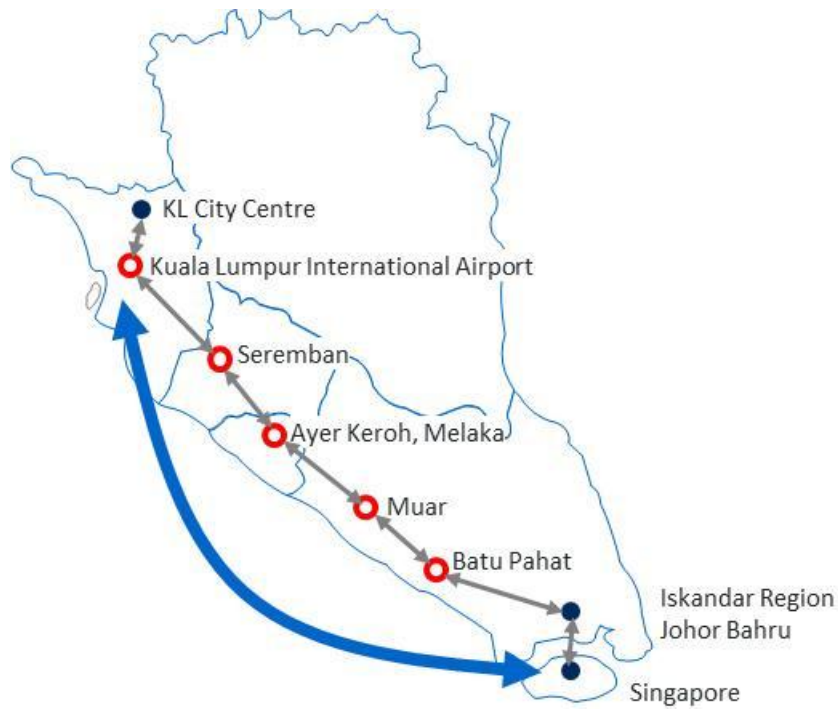 KL City Centre
Kuala Lumpur International Airport
Seremban
Ayer Keroh, Melaka
Muar
Batu Pahat
Iskandar Region
Johor Bahru
Singapore